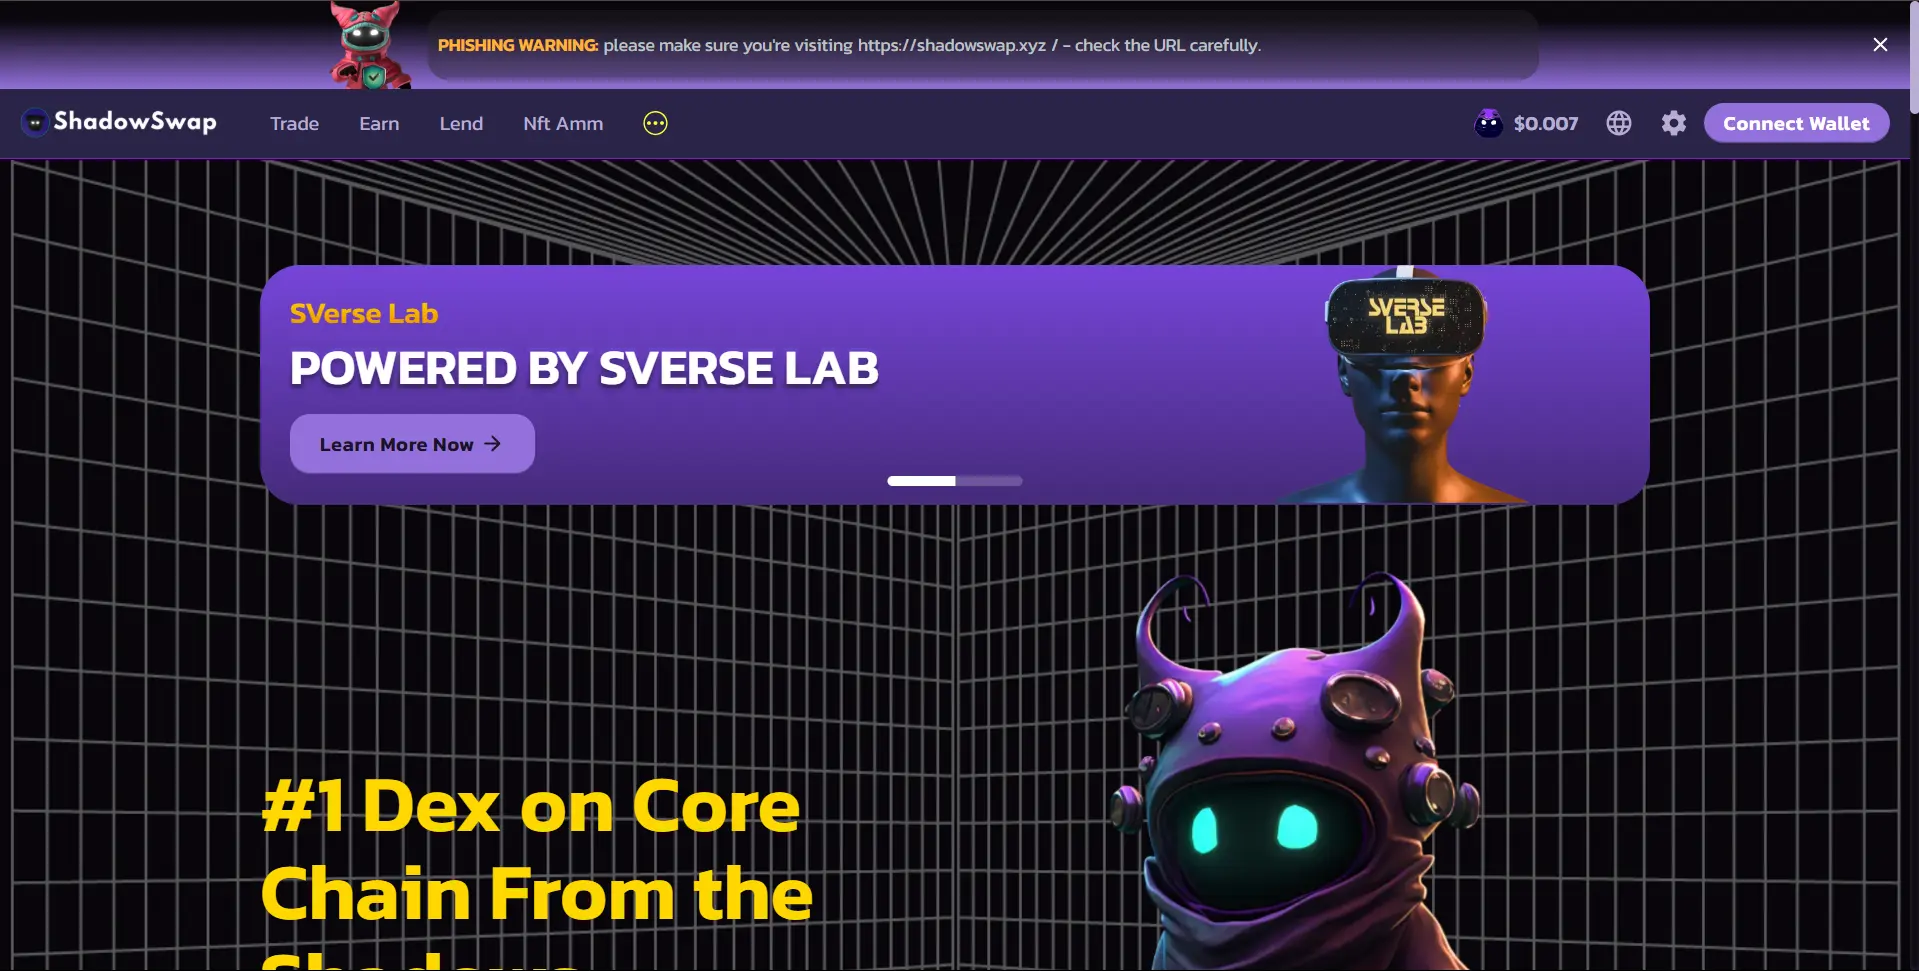 PHISHING WARNING: please make sure you're visiting https://shadowswap.xyz / - check the URL carefully.
ShadowSwap
Trade
Earn
Lend
Nft Amm
$0.007
Connect Wallet
SVerse Lab
POWERED BY SVERSE LAB
Learn More Now
SVERSE
LAB
#1 Dex on Core
Chain From the
Shadows